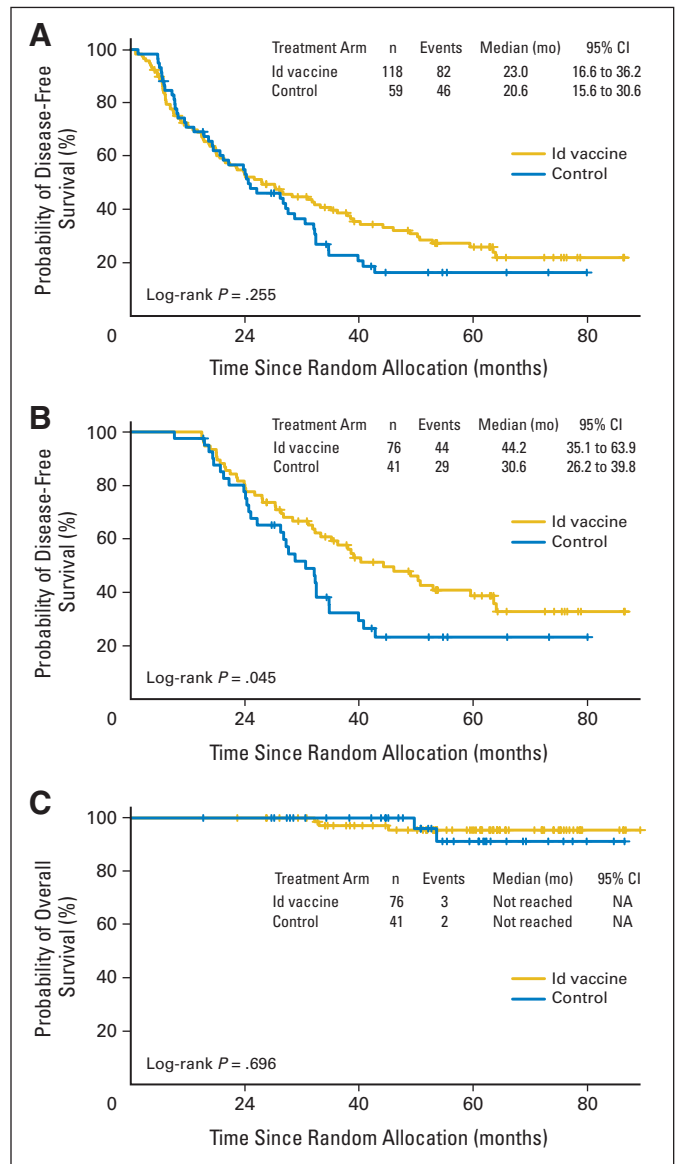 A
Treatment Arm n Events Median (mo) 95% CI
Id vaccine 118 82 23.0 16.6 to 36.2
Control 59 46 20.6 15.6 to 30.6
Id vaccine
Control
Probability of Disease-Free
Survival (%)
100
80
60
40
20
Log-rank P = .255
0 24 40 60 80
Time Since Random Allocation (months)
B
Treatment Arm n Events Median (mo) 95% CI
Id vaccine 76 44 44.2 35.1 to 63.9
Control 41 29 30.6 26.2 to 39.8
Id vaccine
Control
Probability of Disease-Free
Survival (%)
100
80
60
40
20
Log-rank P = .045
0 24 40 60 80
Time Since Random Allocation (months)
C
Probability of Overall
Survival (%)
100
80
60
40
20
Treatment Arm n Events Median (mo) 95% CI
Id vaccine 76 3 Not reached NA
Control 41 2 Not reached NA
Id vaccine
Control
Log-rank P = .696
0 24 40 60 80
Time Since Random Allocation (months)